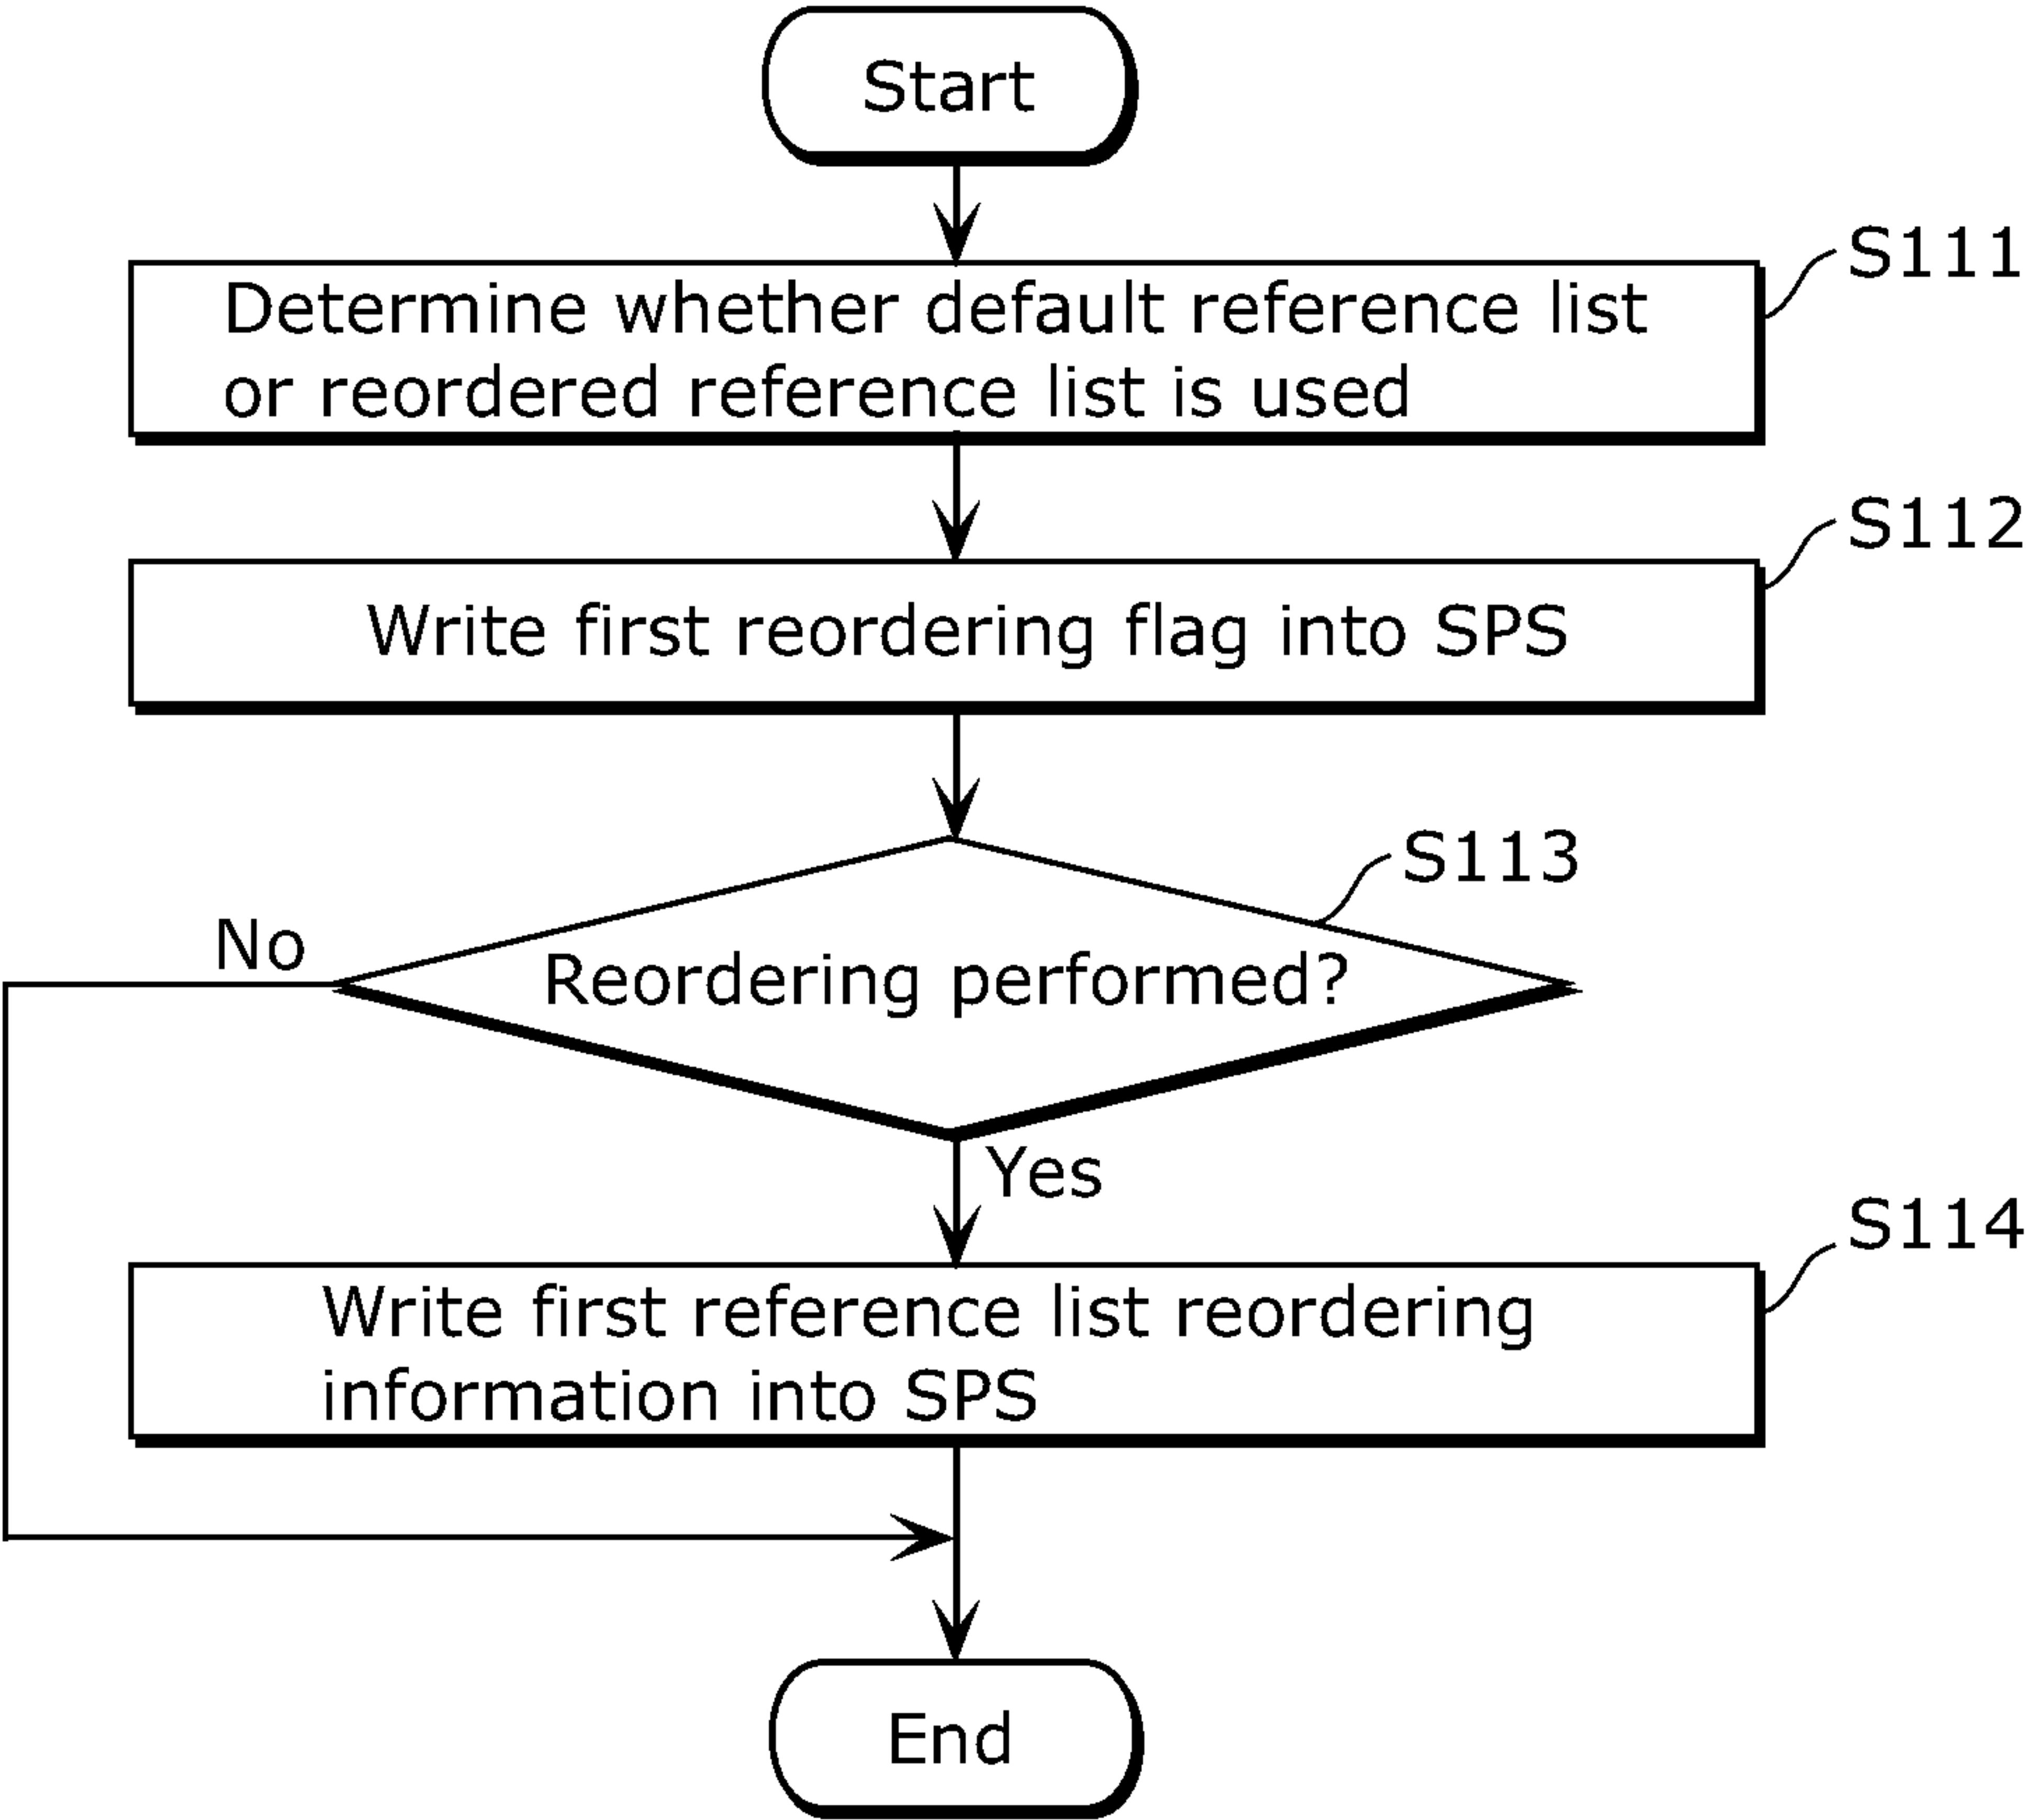 Start
S111
Determine whether default reference list
or reordered reference list is used
S112
Write first reordering flag into SPS
S113
No
Reordering performed?
Yes
S114
Write first reference list reordering
information into SPS
End